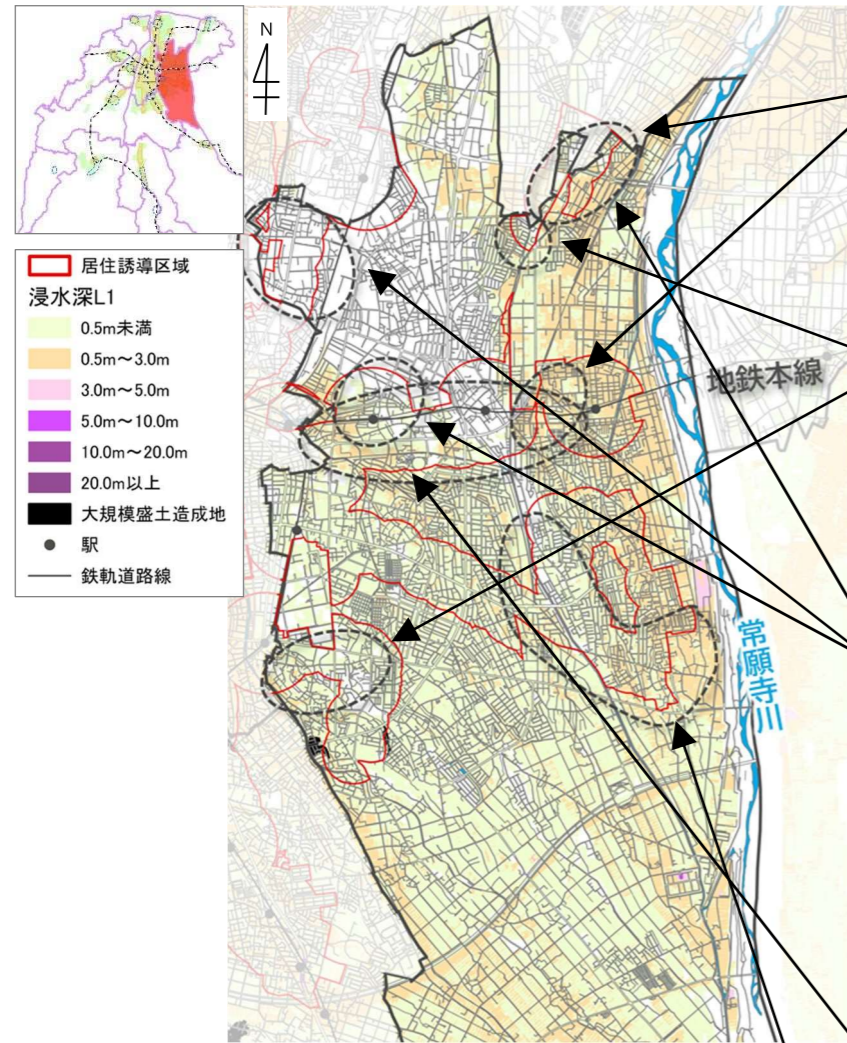 N
居住誘導区域
浸水深L1
0.5m未満
0.5m～3.0m
3.0m～5.0m
5.0m～10.0m
10.0m～20.0m
20.0m以上
大規模盛土造成地
駅
鉄軌道路線
地鉄本線
常願寺川